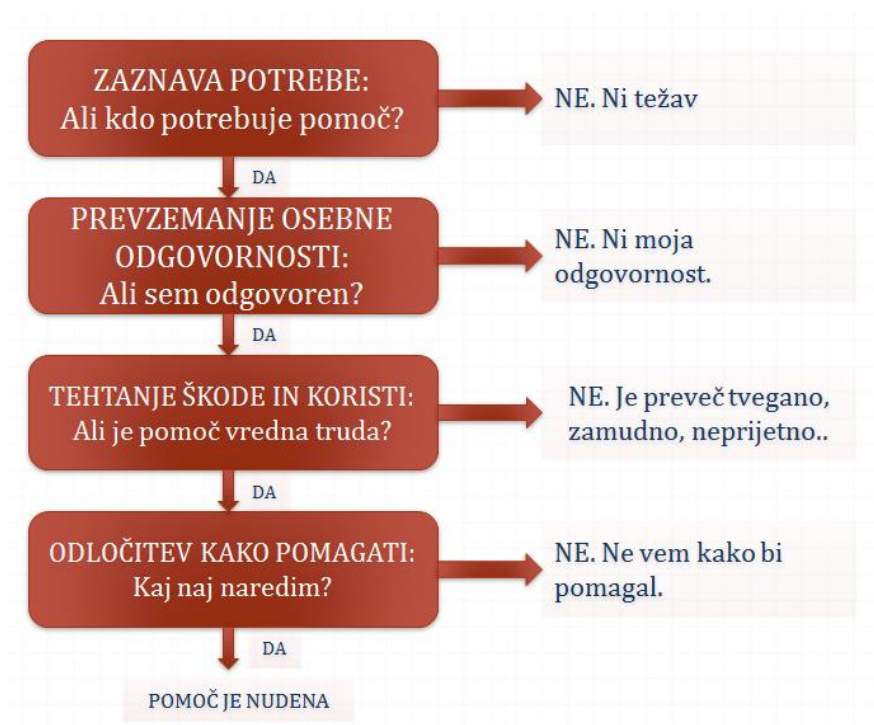 ZAZNAVA POTREBE:
Ali kdo potrebuje pomoč?
NE. Ni težav
DA
PREVZEMANJE OSEBNE
ODGOVORNOSTI:
Ali sem odgovoren?
NE. Ni moja
odgovornost.
DA
TEHTANJE ŠKODE IN KORISTI:
Ali je pomoč vredna truda?
NE. Je preveč tvegano,
zamudno, neprijetno..
DA
ODLOČITEV KAKO POMAGATI:
Kaj naj naredim?
NE. Ne vem kako bi
pomagal.
DA
POMOČ JE NUDENA